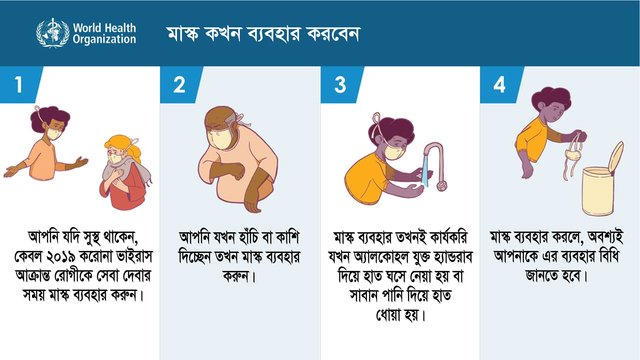 World Health
Organization
মাস্ক কখন ব্যবহার করবেন
1
আপনি যদি সুস্থ থাকেন,
কেবল ২০১৯ করোনা ভাইরাস
আক্রান্ত রোগীকে সেবা দেবার
সময় মাস্ক ব্যবহার করুন।
2
আপনি যখন হাঁচি বা কাশি
দিচ্ছেন তখন মাস্ক ব্যবহার
করুন।
3
মাস্ক ব্যবহার তখনই কার্যকরি
যখন অ্যালকোহল যুক্ত হ্যান্ডরাব
দিয়ে হাত ঘসে নেয়া হয় বা
সাবান পানি দিয়ে হাত
ধোয়া হয়।
4
মাস্ক ব্যবহার করলে, অবশ্যই
আপনাকে এর ব্যবহার বিধি
জানতে হবে।